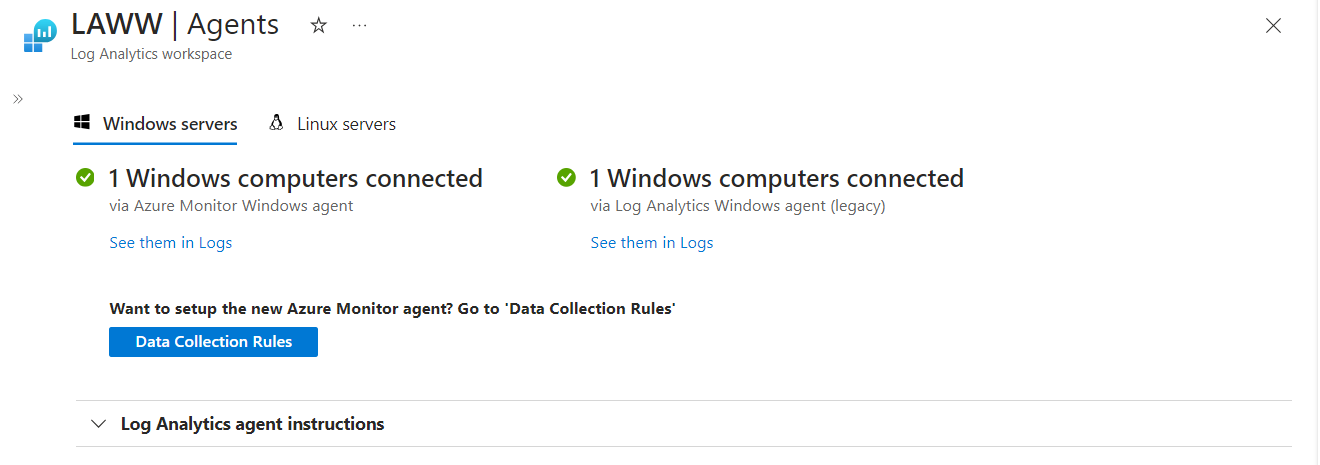 LAWW | Agents
Log Analytics workspace
Windows servers
Linux servers
1 Windows computers connected
via Azure Monitor Windows agent
See them in Logs
1 Windows computers connected
via Log Analytics Windows agent (legacy)
See them in Logs
Want to setup the new Azure Monitor agent? Go to 'Data Collection Rules'
Data Collection Rules
Log Analytics agent instructions